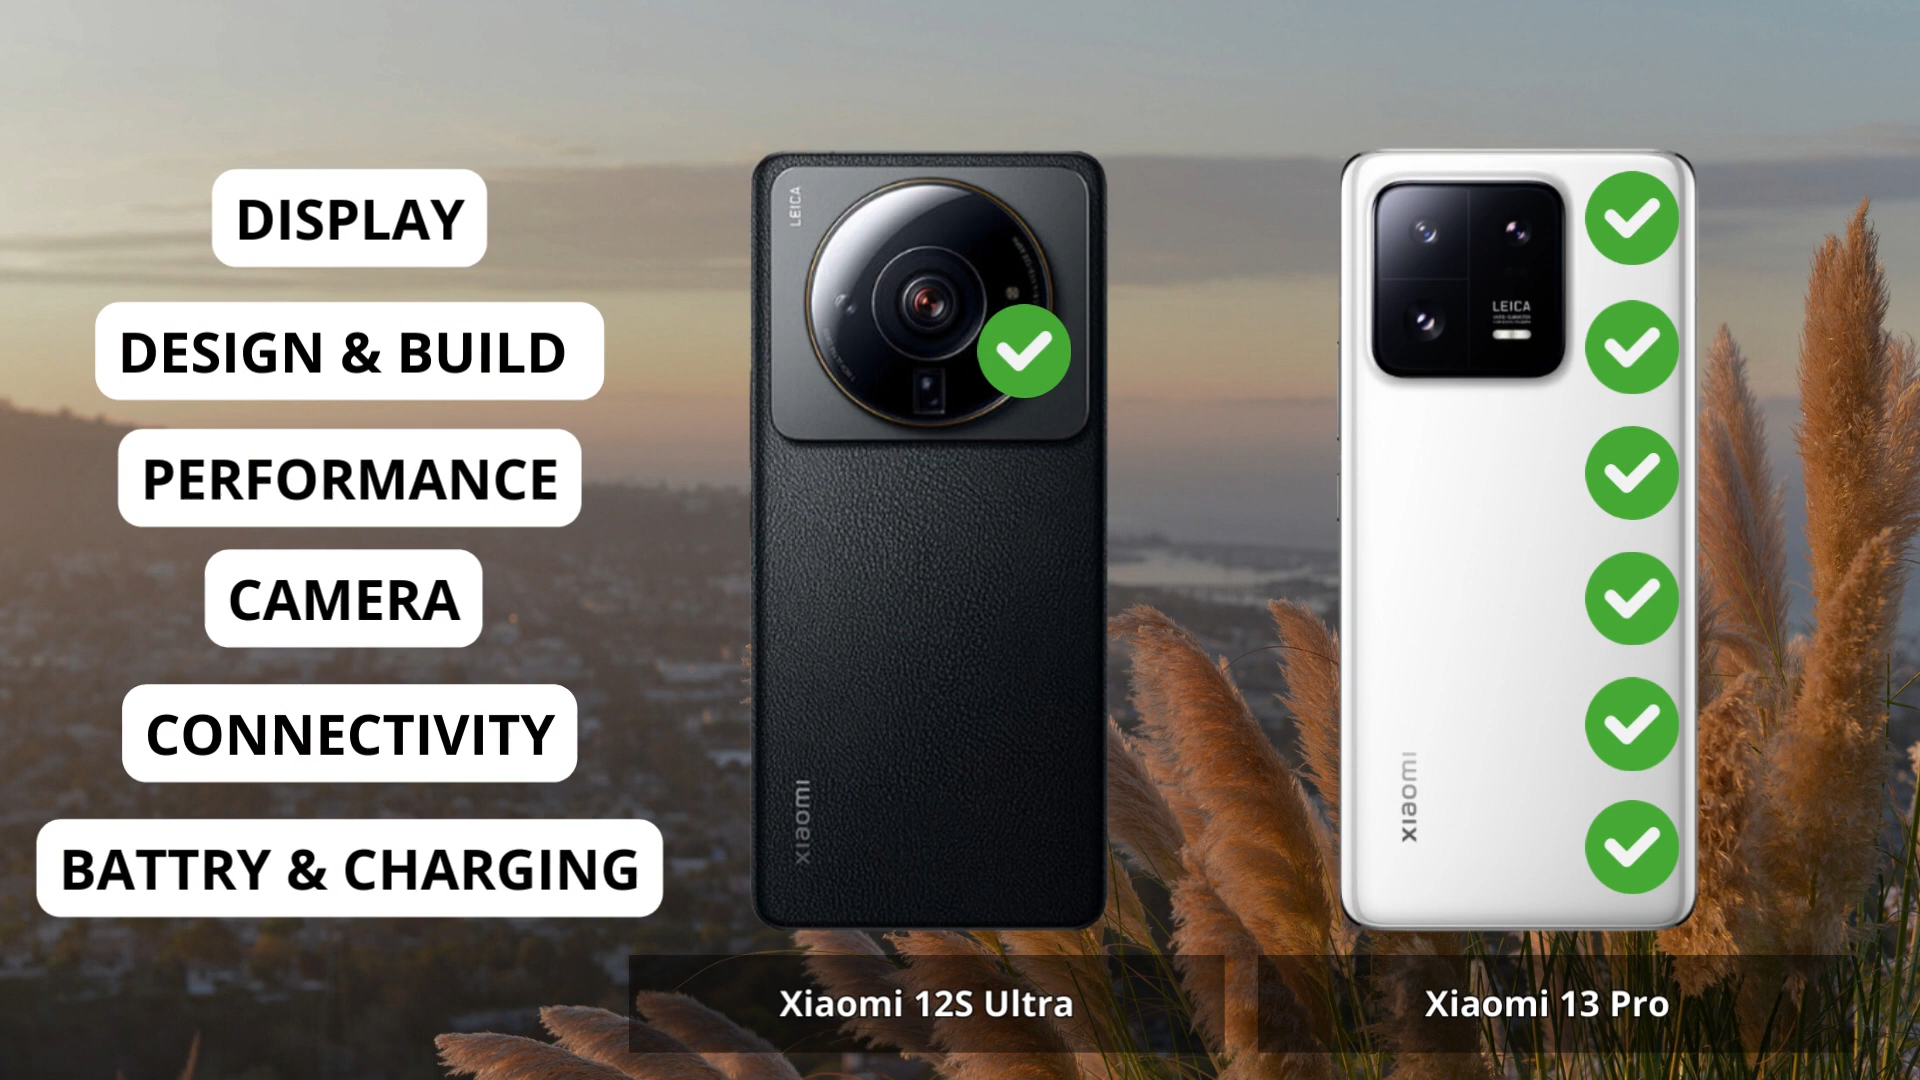 DISPLAY
DESIGN & BUILD
PERFORMANCE
CAMERA
CONNECTIVITY
BATTRY & CHARGING
LEICA
xiaomi
Xiaomi 12S Ultra
LEICA
xiaomi
Xiaomi 13 Pro